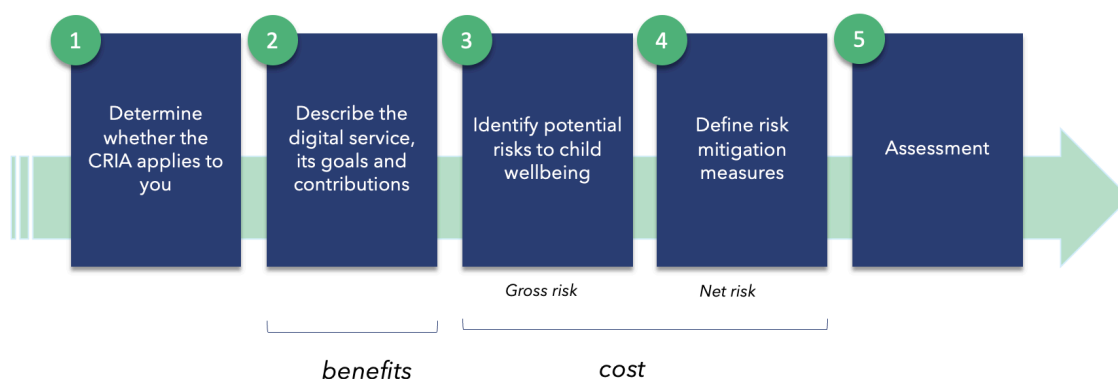 1
Determine
whether the
CRIA applies to
you
2
Describe the
digital service,
its goals and
contributions
3
Identify potential
risks to child
wellbeing
4
Define risk
mitigation
measures
5
Assessment
Gross risk
Net risk
benefits
cost